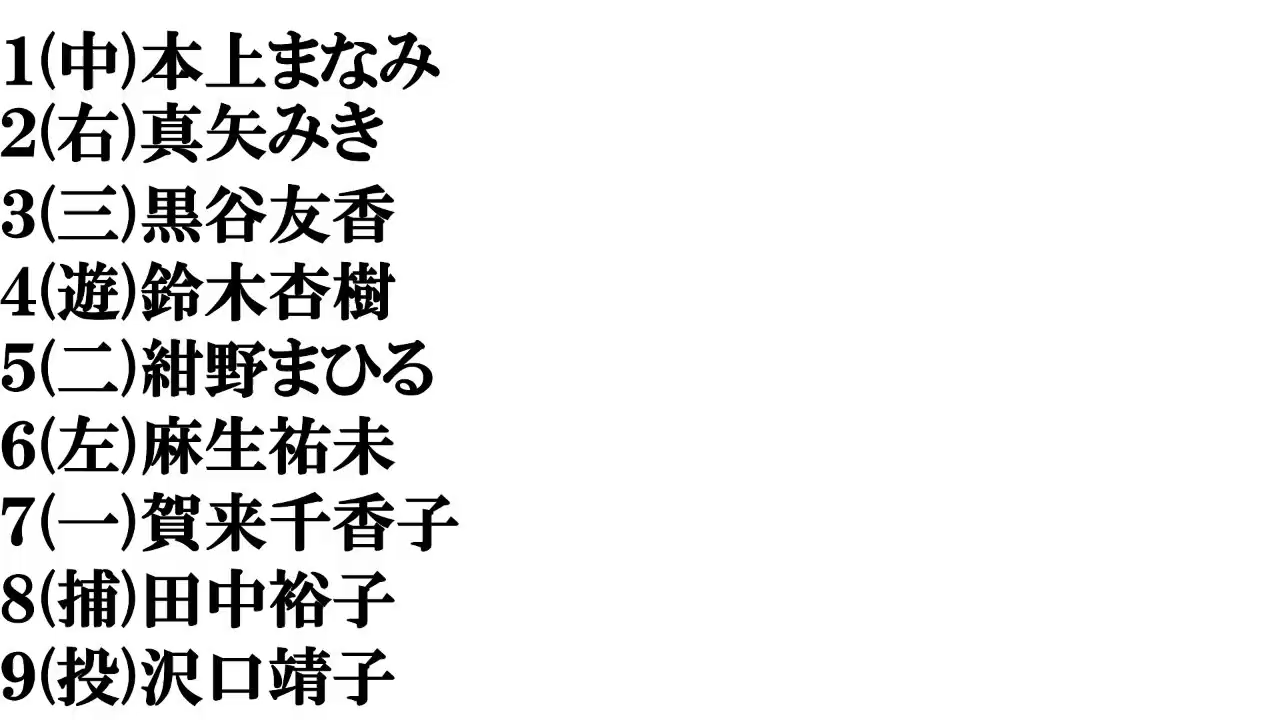 1(中)本上まなみ
2(右)真矢みき
3(三)黒谷友香
4(遊)鈴木杏樹
5(二)紺野まひる
6(左)麻生祐未
7(一)賀来千香子
8(捕)田中裕子
9(投)沢口靖子